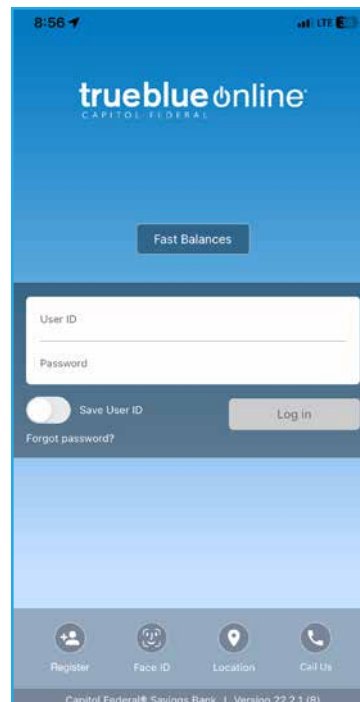 8:56
LTE
trueblue online
CAPITOL FEDERAL
Fast Balances
User ID
Password
Save User ID
Log in
Forgot password?
Register
Face ID
Location
Call Us
Capitol Federal® Savings Bank | Version 22.2.1 (8)